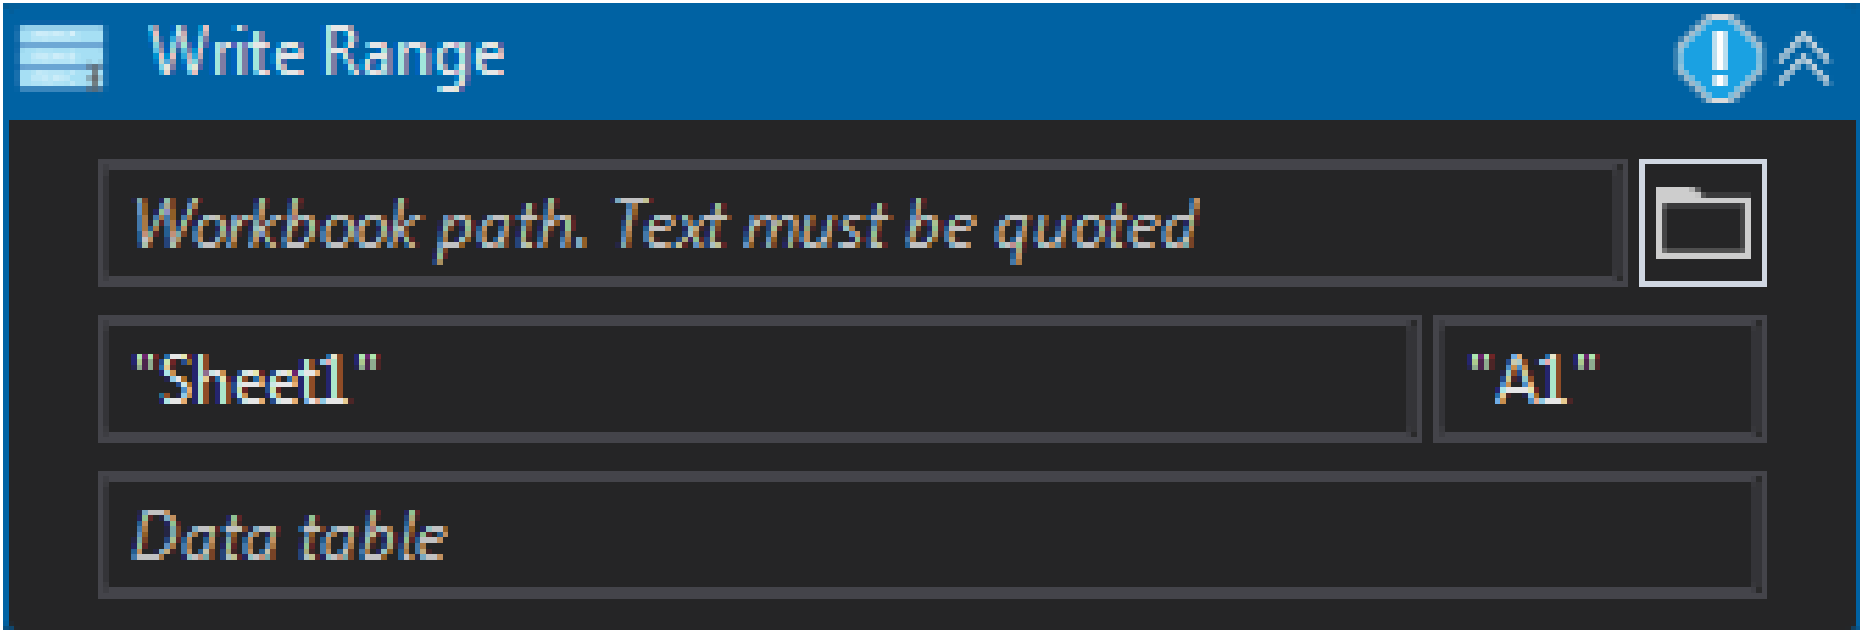 Write Range
Workbook path. Text must be quoted
"Sheet1" "A1"
Data table